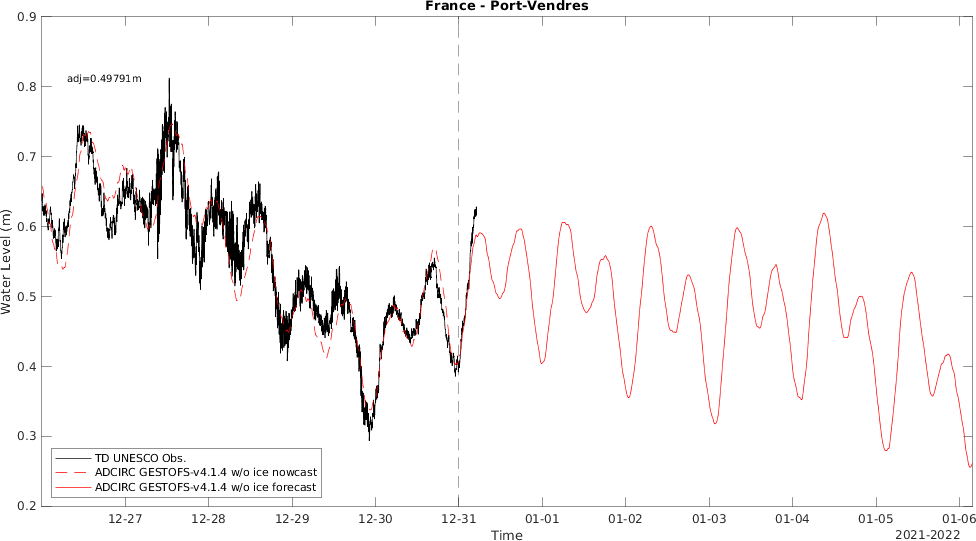 France - Port-Vendres
adj=0.49791m
Water Level (m)
0.9
0.8
0.7
0.6
0.5
0.4
0.3
0.2
TD UNESCO Obs.
ADCIRC GESTOFS-v4.1.4 w/o ice nowcast
ADCIRC GESTOFS-v4.1.4 w/o ice forecast
12-27 12-28 12-29 12-30 12-31 01-01 01-02 01-03 01-04 01-05 01-06
Time
2021-2022